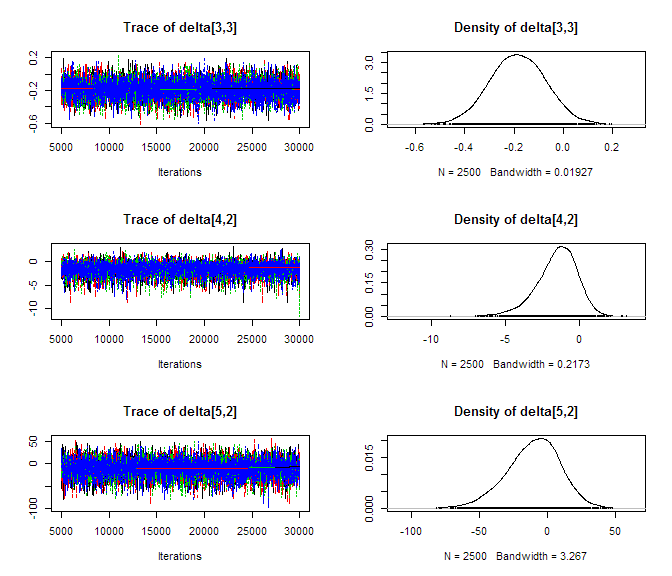 Trace of delta[3,3]
0.2
-0.2
-0.6
5000 10000 15000 20000 25000 30000
Iterations
Density of delta[3,3]
3.0
1.5
0.0
-0.6 -0.4 -0.2 0.0 0.2
N = 2500 Bandwidth = 0.01927
Trace of delta[4,2]
0
-5
-10
5000 10000 15000 20000 25000 30000
Iterations
Density of delta[4,2]
0.30
0.15
0.00
-10 -5 0
N = 2500 Bandwidth = 0.2173
Trace of delta[5,2]
50
0
-100
5000 10000 15000 20000 25000 30000
Iterations
Density of delta[5,2]
0.015
0.000
-100 -50 0 50
N = 2500 Bandwidth = 3.267